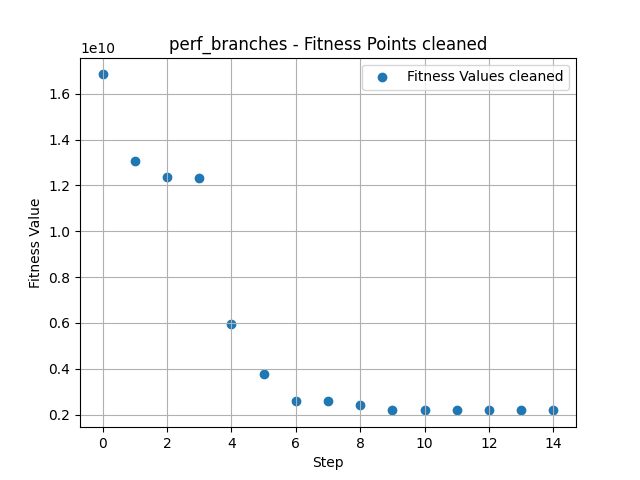 perf_branches - Fitness Points cleaned
1e10
Fitness Values cleaned
1.6
1.4
1.2
1.0
0.8
0.6
0.4
0.2
Fitness Value
0 2 4 6 8 10 12 14
Step